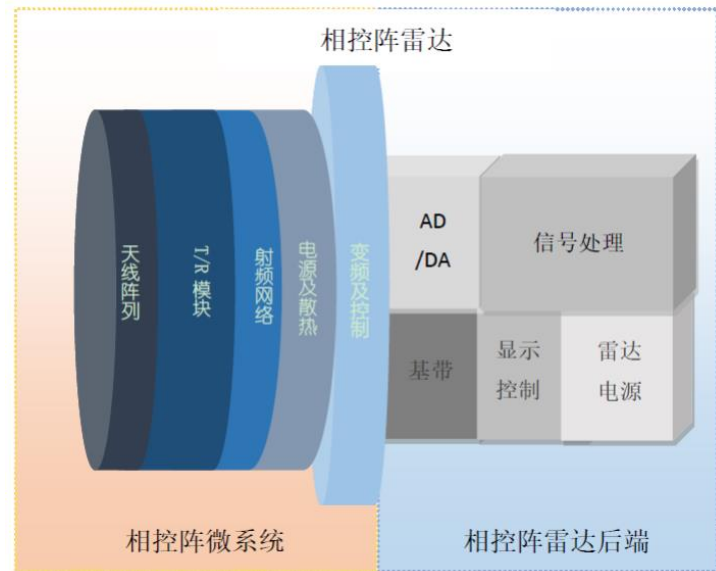 相控阵雷达
天线阵列
T/R 模块
射频网络
电源及散热
变频及控制
AD
/DA
信号处理
基带
显示
控制
雷达
电源
相控阵微系统
相控阵雷达后端